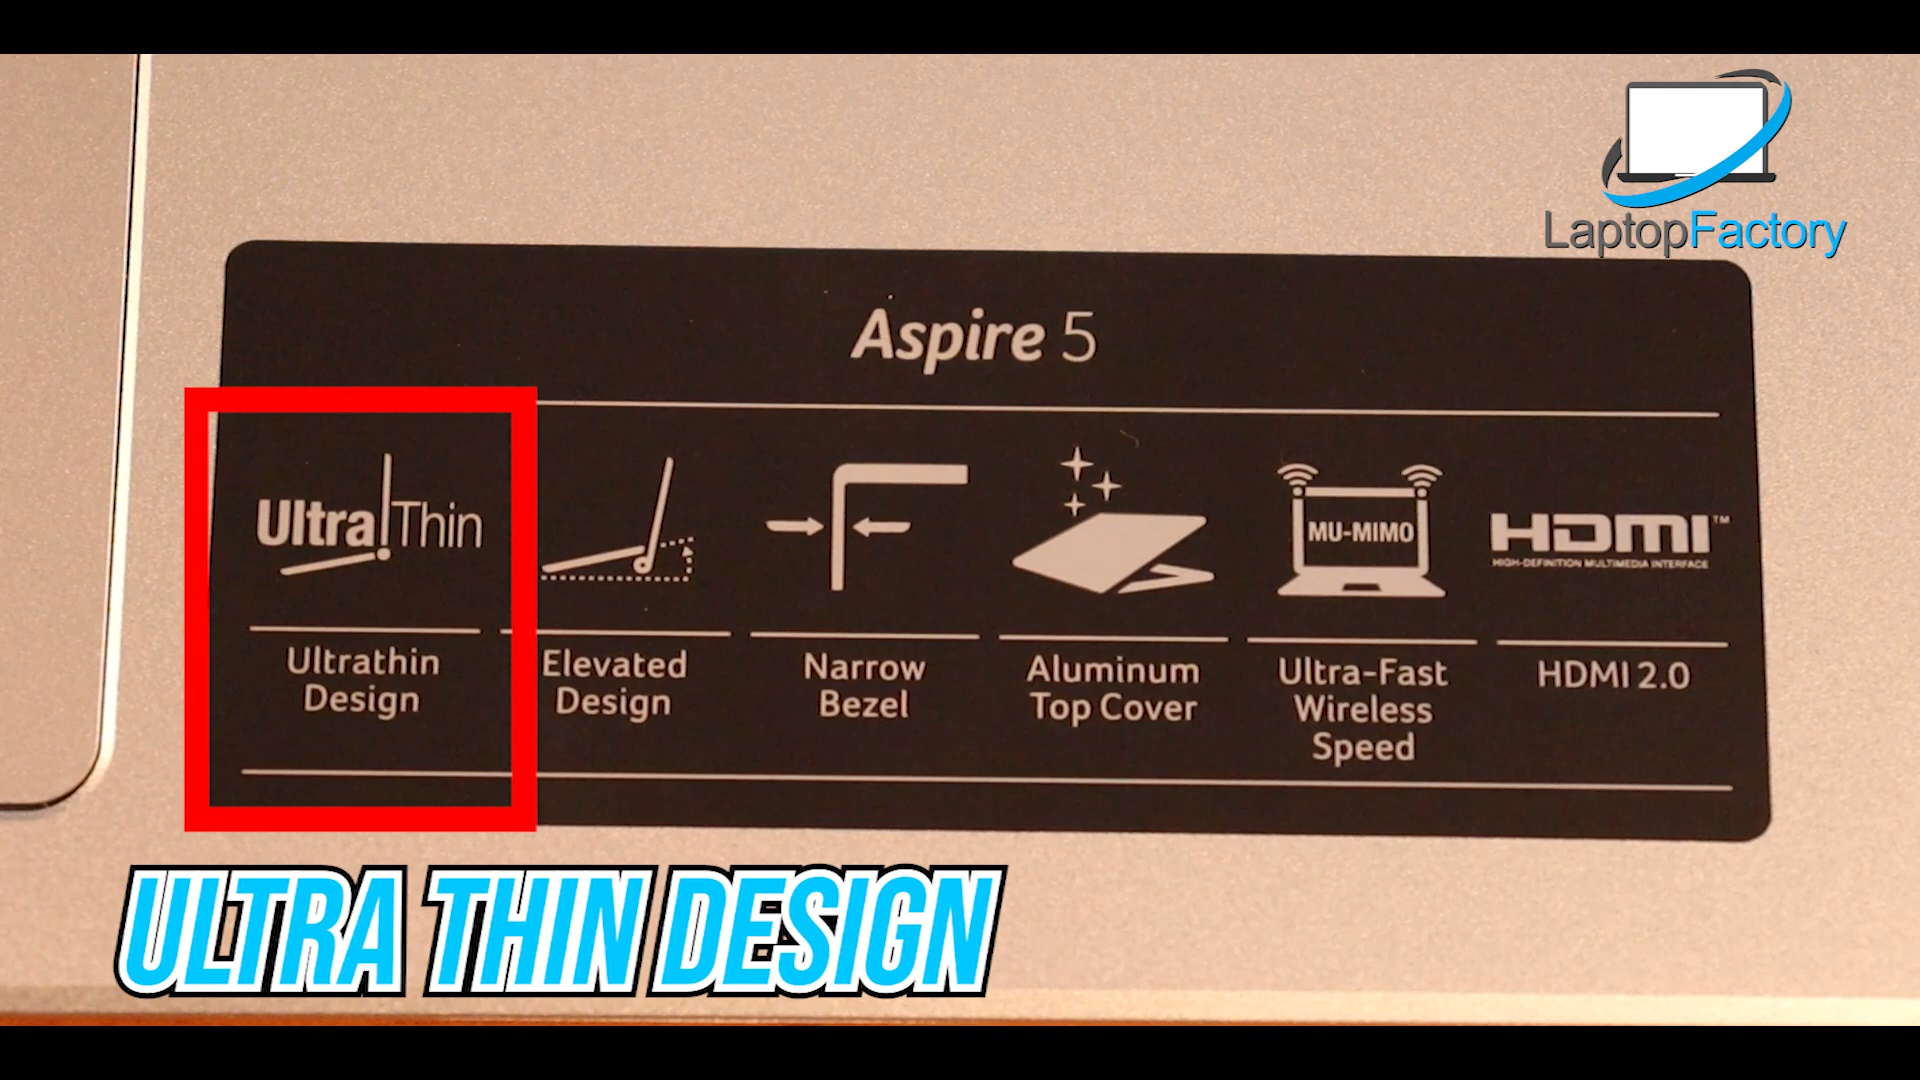 LaptopFactory
Aspire 5
Ultra Thin
MU-MIMO
HDMI™
HIGH-DEFINITION MULTIMEDIA INTERFACE
Ultrathin
Design
Elevated
Design
Narrow
Bezel
Aluminum
Top Cover
Ultra-Fast
Wireless
Speed
HDMI 2.0
ULTRA THIN DESIGN